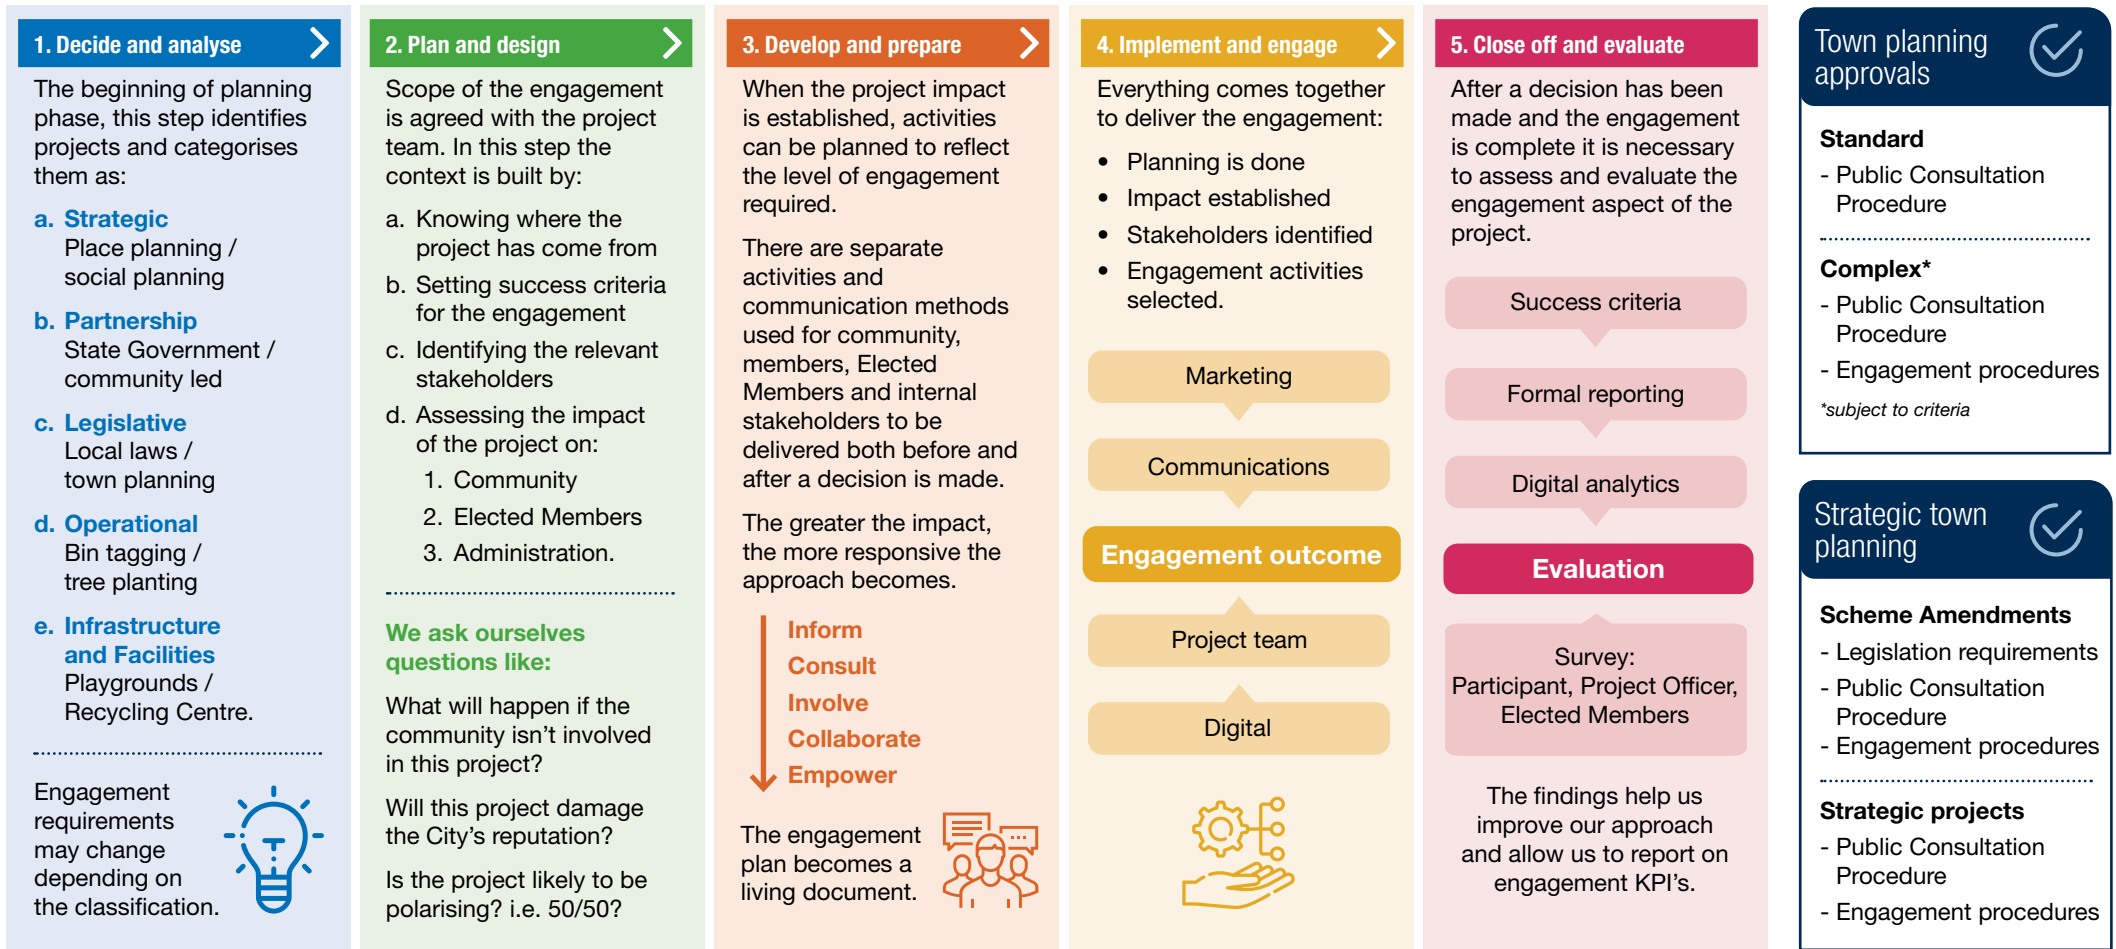 1. Decide and analyse
The beginning of planning
phase, this step identifies
projects and categorises
them as:
a. Strategic
Place planning /
social planning
b. Partnership
State Government /
community led
c. Legislative
Local laws /
town planning
d. Operational
Bin tagging /
tree planting
e. Infrastructure
and Facilities
Playgrounds /
Recycling Centre.
Engagement
requirements
may change
depending on
the classification.
2. Plan and design
Scope of the engagement
is agreed with the project
team. In this step the
context is built by:
a. Knowing where the
project has come from
b. Setting success criteria
for the engagement
c. Identifying the relevant
stakeholders
d. Assessing the impact
of the project on:
1. Community
2. Elected Members
3. Administration.
We ask ourselves
questions like:
What will happen if the
community isn't involved
in this project?
Will this project damage
the City's reputation?
Is the project likely to be
polarising? i.e. 50/50?
3. Develop and prepare
When the project impact
is established, activities
can be planned to reflect
the level of engagement
required.
There are separate
activities and
communication methods
used for community,
members, Elected
Members and internal
stakeholders to be
delivered both before and
after a decision is made.
The greater the impact,
the more responsive the
approach becomes.
Inform
Consult
Involve
Collaborate
Empower
The engagement
plan becomes a
living document.
4. Implement and engage
Everything comes together
to deliver the engagement:
• Planning is done
• Impact established
• Stakeholders identified
• Engagement activities
selected.
Marketing
Communications
Engagement outcome
Project team
Digital
5. Close off and evaluate
After a decision has been
made and the engagement
is complete it is necessary
to assess and evaluate the
engagement aspect of the
project.
Success criteria
Formal reporting
Digital analytics
Evaluation
Survey:
Participant, Project Officer,
Elected Members
The findings help us
improve our approach
and allow us to report on
engagement KPI's.
Town planning
approvals
Standard
- Public Consultation
Procedure
Complex*
- Public Consultation
Procedure
- Engagement procedures
*subject to criteria
Strategic town
planning
Scheme Amendments
- Legislation requirements
- Public Consultation
Procedure
- Engagement procedures
Strategic projects
- Public Consultation
Procedure
- Engagement procedures